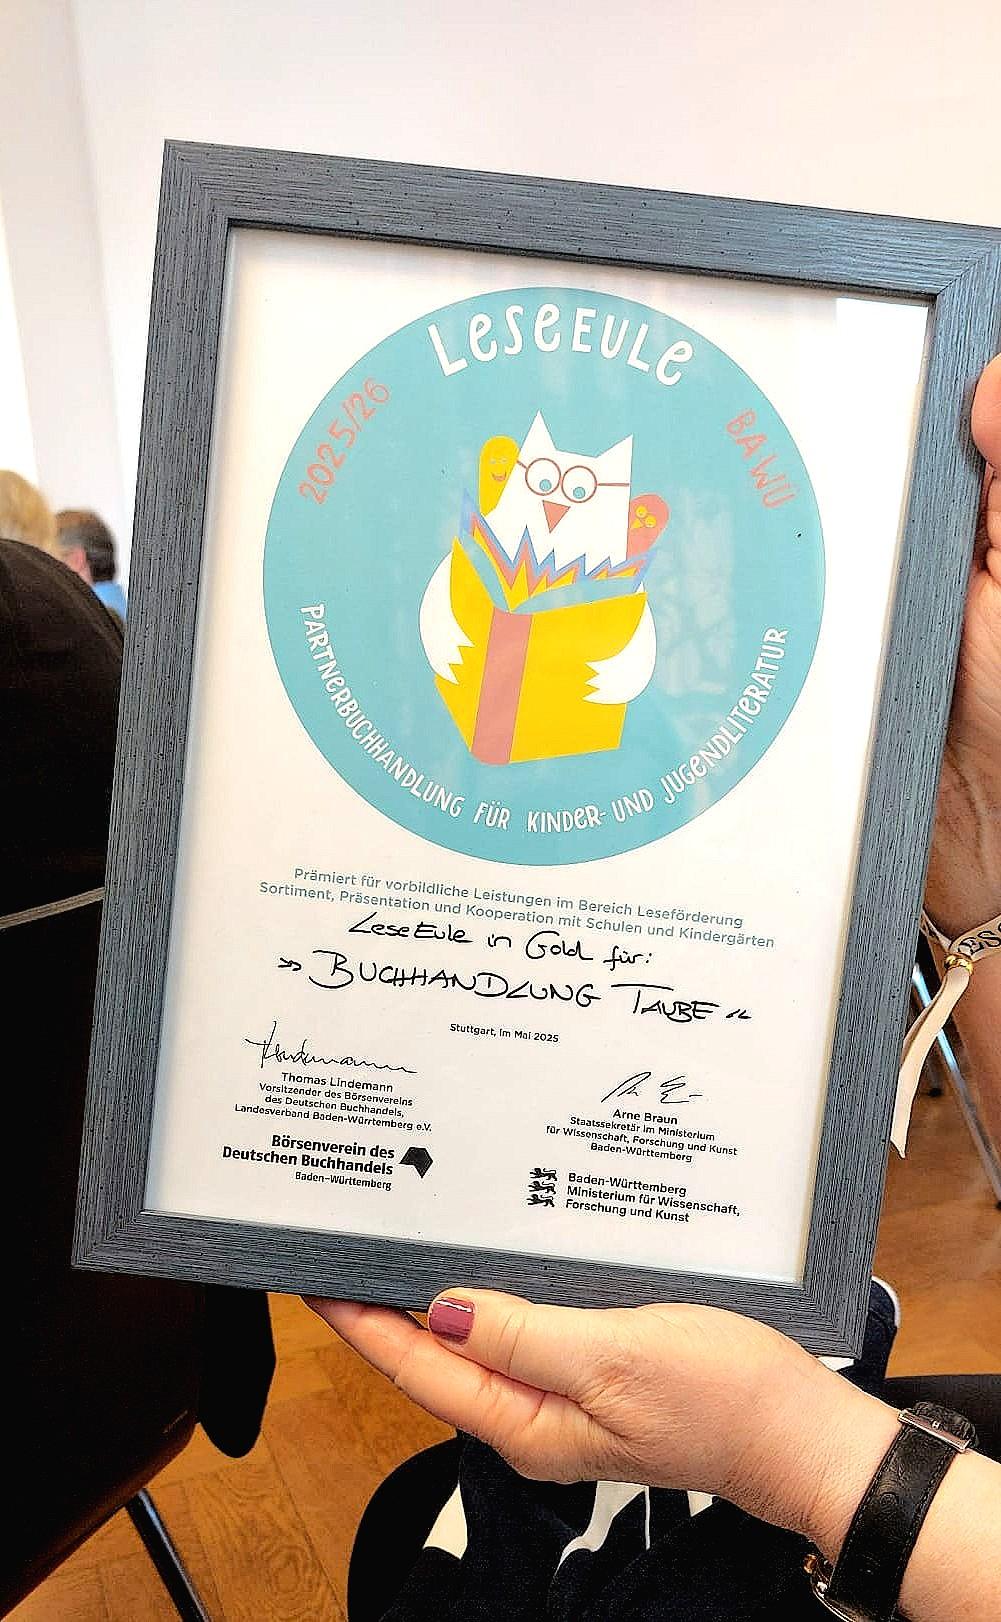 LeseEule
2025/26
BAWÜ
PARTNERBUCHHANDLUNG FÜR KINDER- UND JUGENDLITERATUR
Prämiert für vorbildliche Leistungen im Bereich Leseförderung
Sortiment, Präsentation und Kooperation mit Schulen und Kindergärten
LeseEule in Gold für:
»BUCHHANDLUNG TAUBE«
Stuttgart, im Mai 2025
Thomas Lindemann
Vorsitzender des Börsenvereins
des Deutschen Buchhandels,
Landesverband Baden-Würrtemberg e.V.
Börsenverein des
Deutschen Buchhandels
Baden-Württemberg
Arne Braun
Staatssekretär im Ministerium
für Wissenschaft, Forschung und Kunst
Baden-Württemberg
Baden-Württemberg
Ministerium für Wissenschaft,
Forschung und Kunst